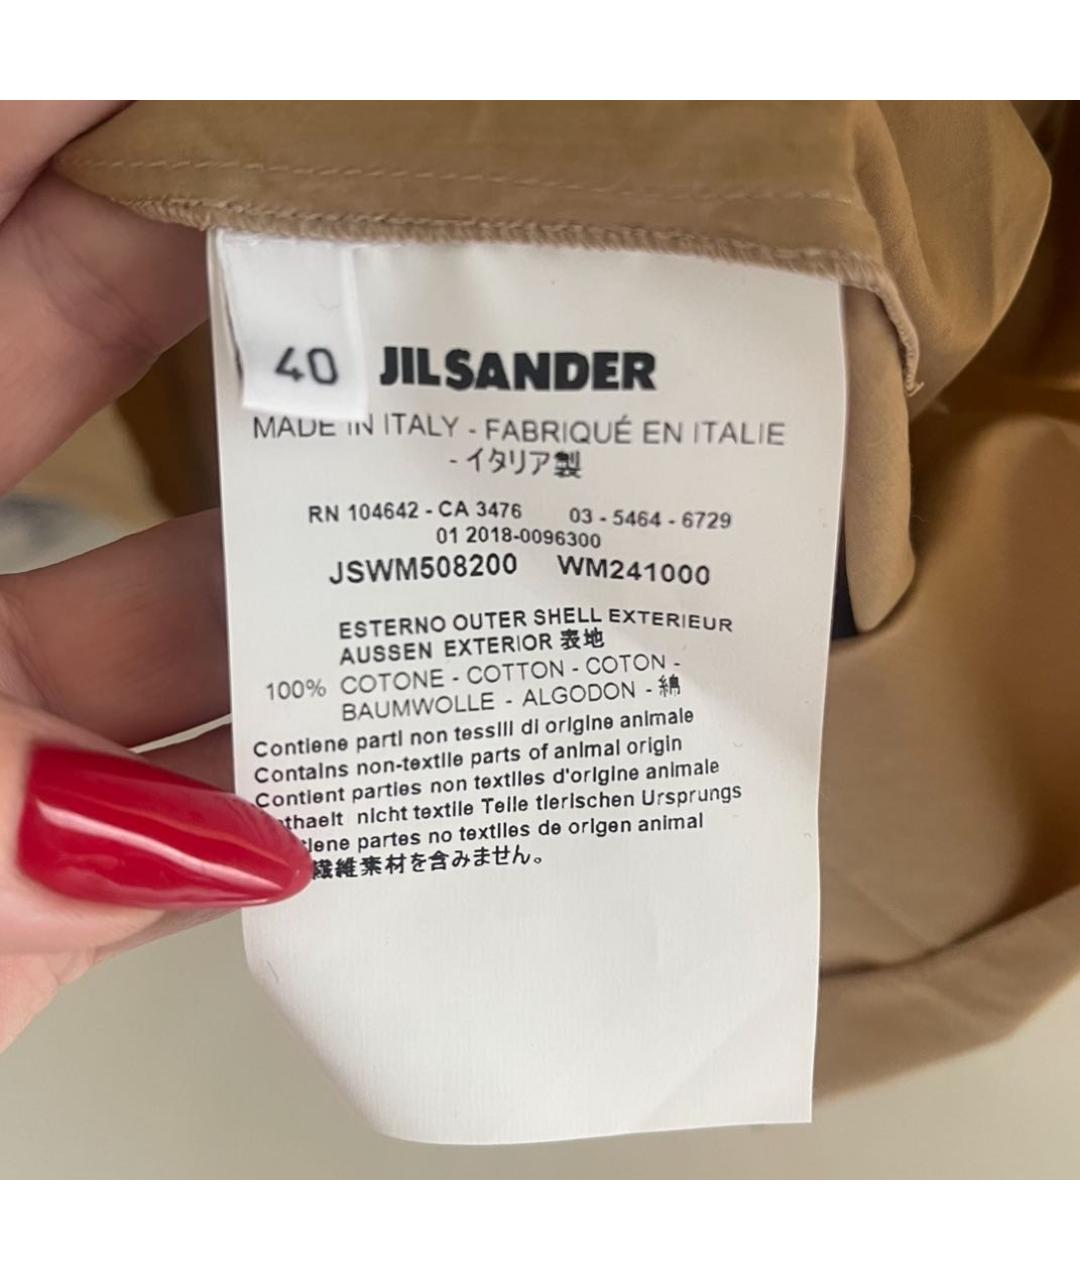 40
JIL SANDER
MADE IN ITALY - FABRIQUÉ EN ITALIE
- イタリア製
RN 104642 - CA 3476 03 - 5464 - 6729
01 2018-0096300
JSWM508200 WM241000
ESTERNO OUTER SHELL EXTERIEUR
AUSSEN EXTERIOR 表地
100% COTONE - COTTON - COTON -
BAUMWOLLE - ALGODON - 綿
Contiene parti non tessili di origine animale
Contains non-textile parts of animal origin
Contient parties non textiles d'origine animale
thaelt nicht textile Teile tierischen Ursprungs
iene partes no textiles de origen animal
繊維素材を含みません。